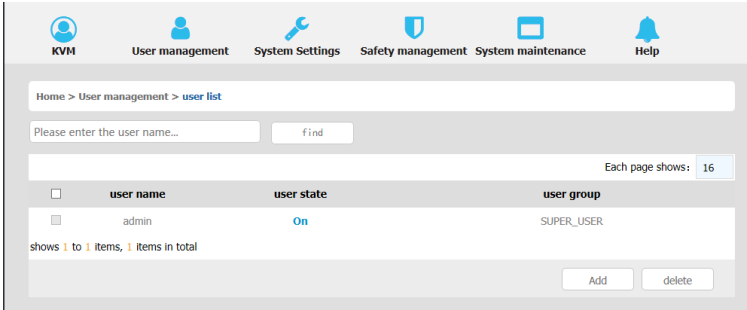 KVM User management System Settings Safety management System maintenance Help
Home > User management > user list
Please enter the user name... find
Each page shows: 16
user name user state user group
admin On SUPER_USER
shows 1 to 1 items, 1 items in total
Add delete